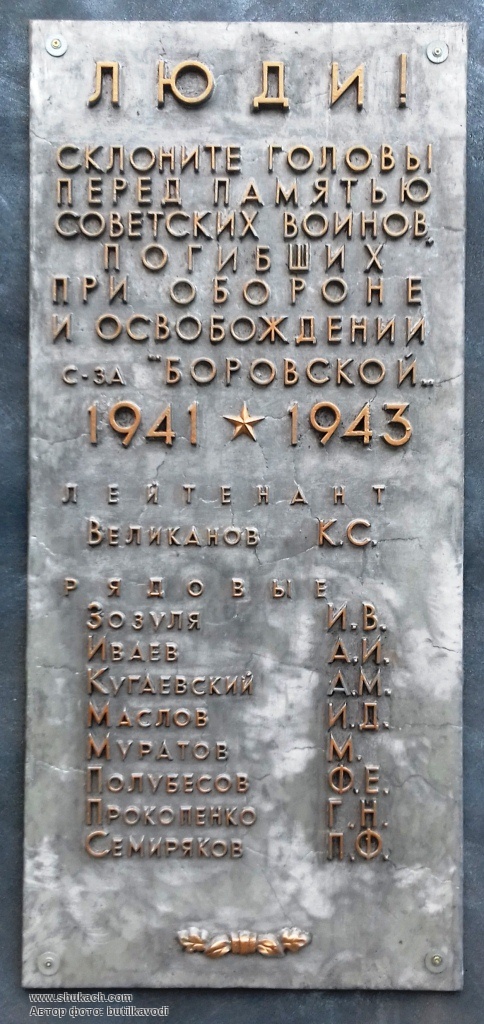 ЛЮДИ!
СКЛОНИТЕ ГОЛОВЫ
ПЕРЕД ПАМЯТЬЮ
СОВЕТСКИХ ВОИНОВ,
ПОГИБШИХ
ПРИ ОБОРОНЕ
И ОСВОБОЖДЕНИИ
С-ЗА "БОРОВСКОЙ"
1941 ★ 1943
ЛЕЙТЕНАНТ
ВЕЛИКАНОВ К.С.
РЯДОВЫЕ
ЗОЗУЛЯ И.В.
ИВАЕВ А.И.
КУГАЕВСКИЙ А.М.
МАСЛОВ И.Д.
МУРАТОВ М.
ПОЛУБЕСОВ Ф.Е.
ПРОКОПЕНКО Г.Н.
СЕМИРЯКОВ П.Ф.
www.shukach.com
Автор фото: butilkavodi